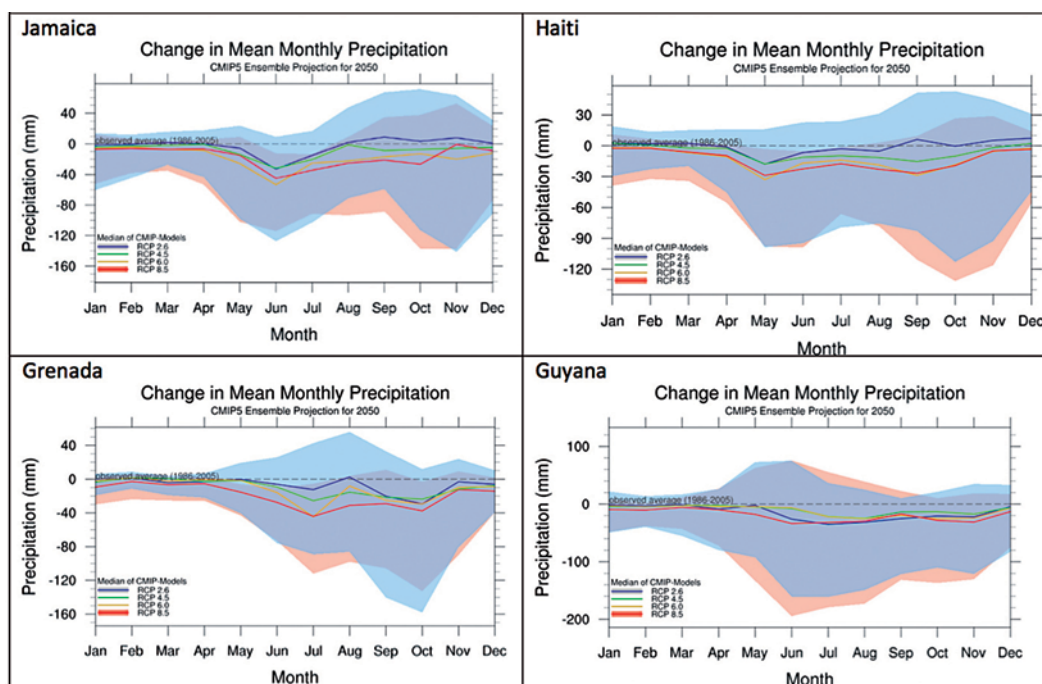 Jamaica
Change in Mean Monthly Precipitation
CMIP5 Ensemble Projection for 2050
Precipitation (mm)
40
0
-40
-80
-120
-160
observed average (1986-2005)
Median of CMIP-Models
RCP 2.6
RCP 4.5
RCP 6.0
RCP 8.5
Jan Feb Mar Apr May Jun Jul Aug Sep Oct Nov Dec
Month
Haiti
Change in Mean Monthly Precipitation
CMIP5 Ensemble Projection for 2050
Precipitation (mm)
30
0
-30
-60
-90
-120
observed average (1986-2005)
Median of CMIP-Models
RCP 2.6
RCP 4.5
RCP 6.0
RCP 8.5
Jan Feb Mar Apr May Jun Jul Aug Sep Oct Nov Dec
Month
Grenada
Change in Mean Monthly Precipitation
CMIP5 Ensemble Projection for 2050
Precipitation (mm)
40
0
-40
-80
-120
-160
observed average (1986-2005)
Median of CMIP-Models
RCP 2.6
RCP 4.5
RCP 6.0
RCP 8.5
Jan Feb Mar Apr May Jun Jul Aug Sep Oct Nov Dec
Month
Guyana
Change in Mean Monthly Precipitation
CMIP5 Ensemble Projection for 2050
Precipitation (mm)
100
0
-100
-200
observed average (1986-2005)
Median of CMIP-Models
RCP 2.6
RCP 4.5
RCP 6.0
RCP 8.5
Jan Feb Mar Apr May Jun Jul Aug Sep Oct Nov Dec
Month